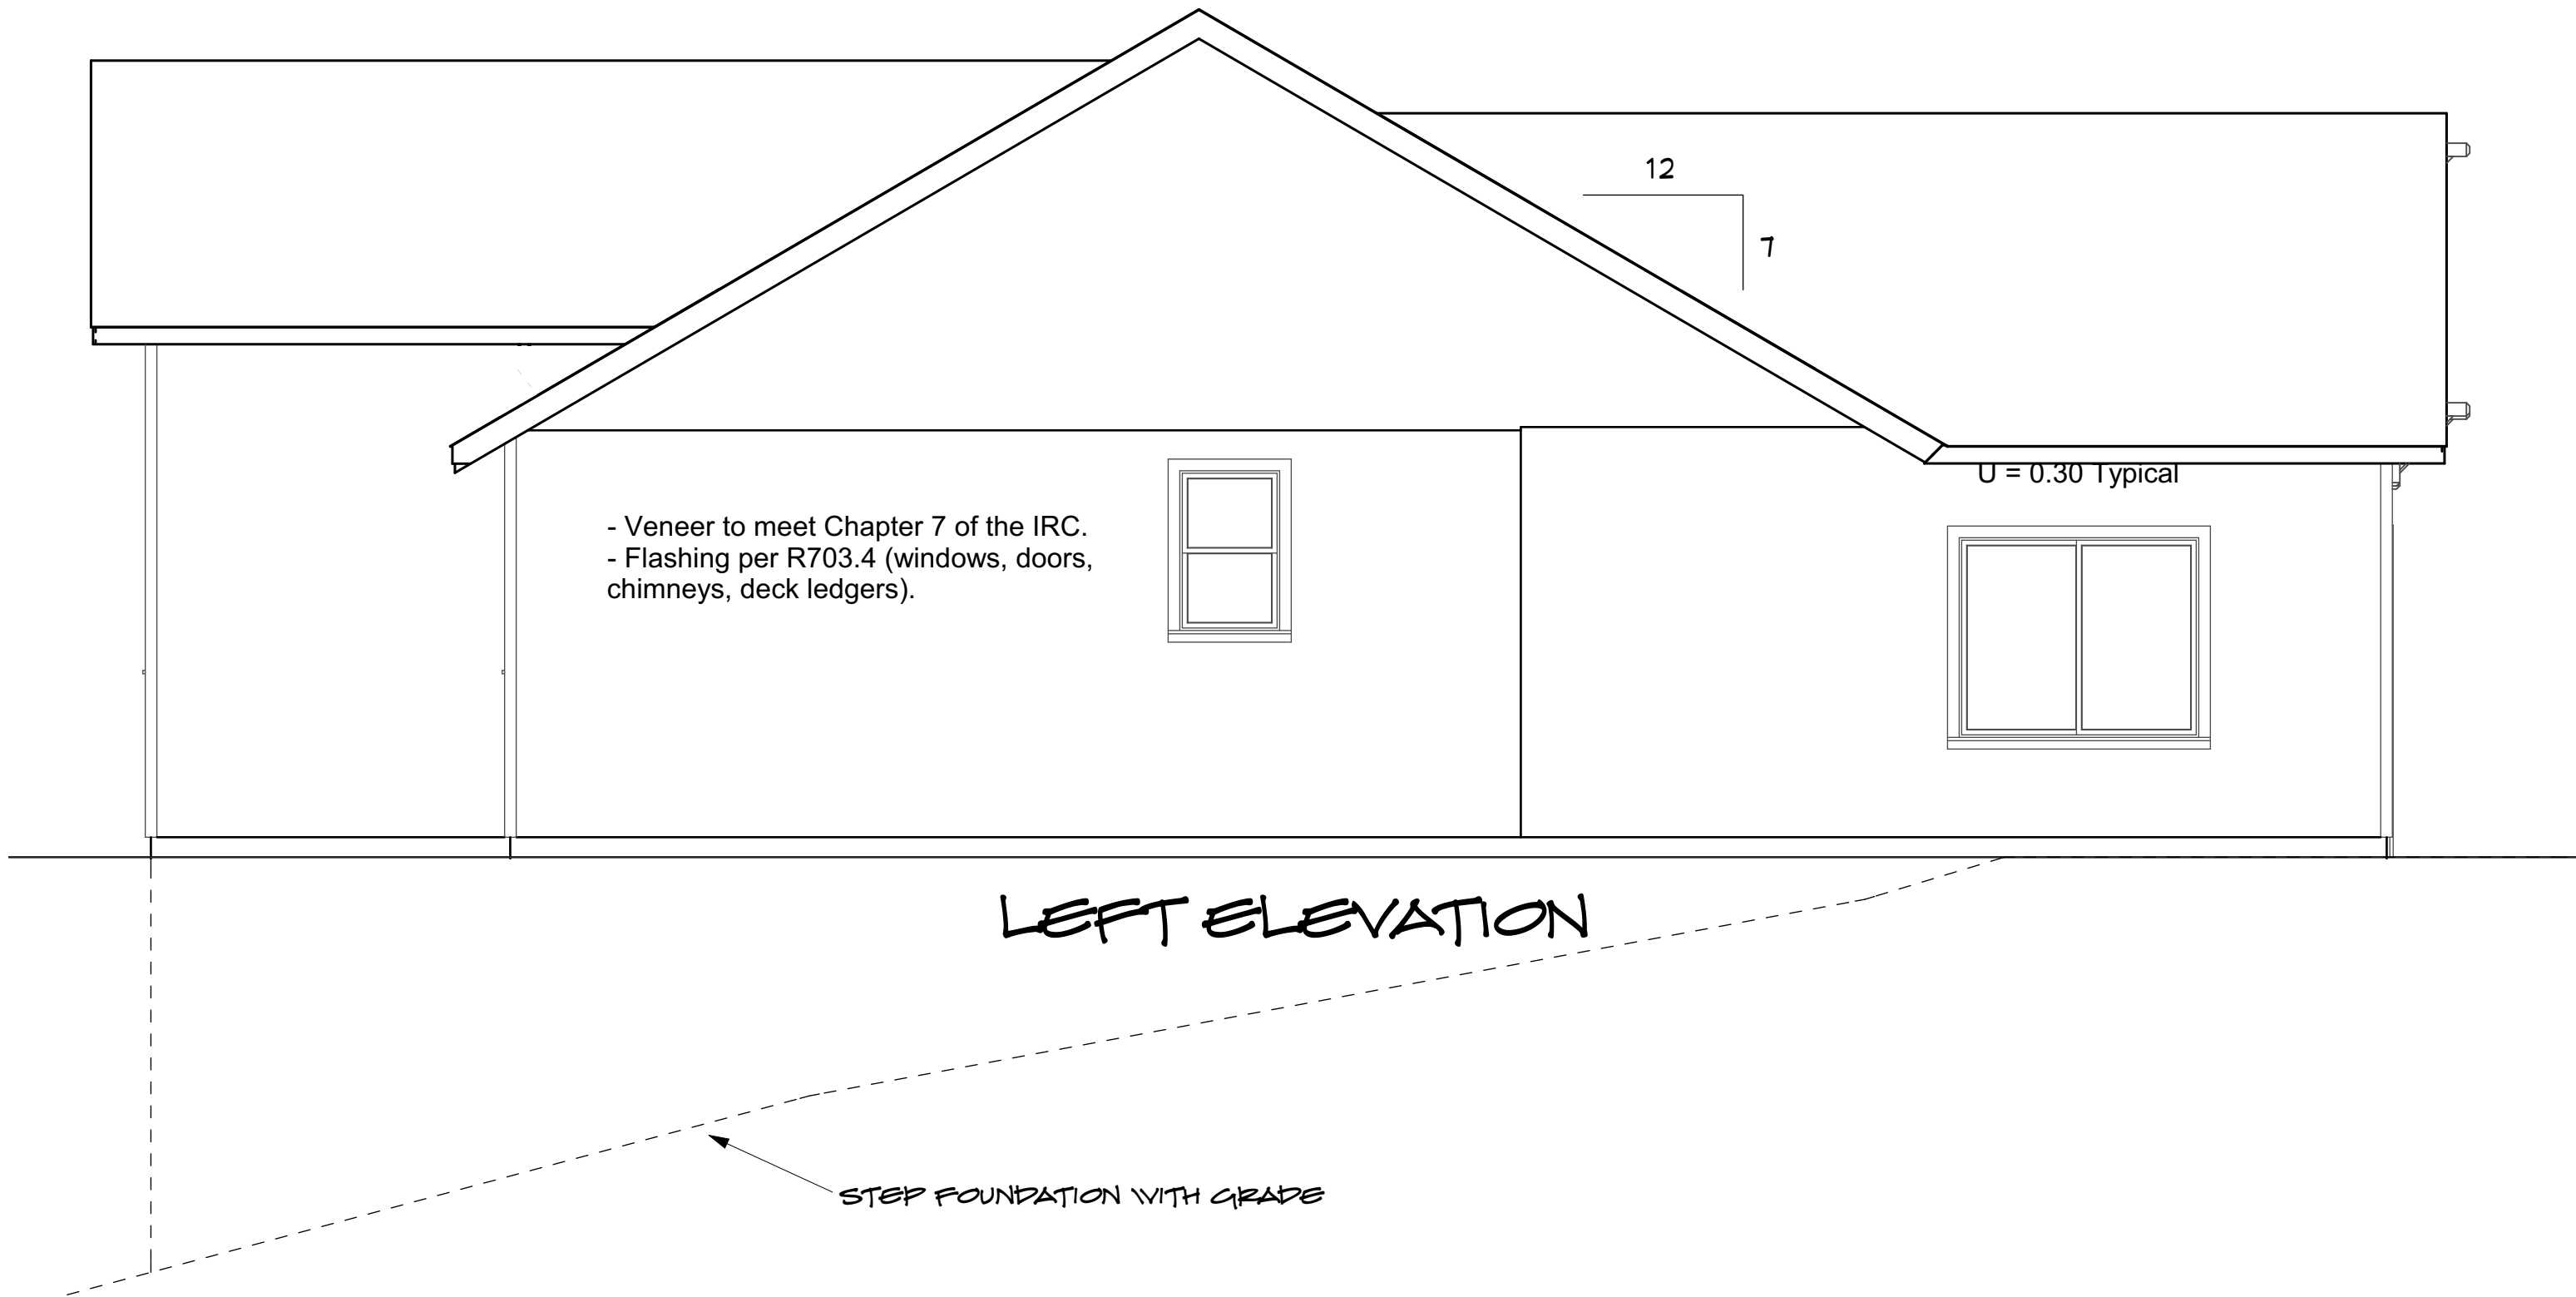 12
7
U = 0.30 Typical
- Veneer to meet Chapter 7 of the IRC.
- Flashing per R703.4 (windows, doors,
chimneys, deck ledgers).
LEFT ELEVATION
STEP FOUNDATION WITH GRADE